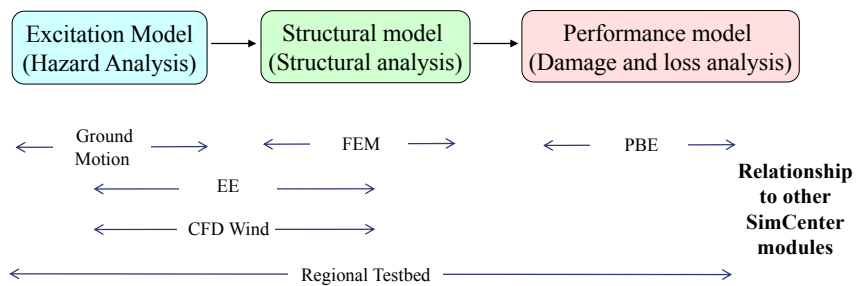 Excitation Model
(Hazard Analysis)
Structural model
(Structural analysis)
Performance model
(Damage and loss analysis)
Ground
Motion
FEM
PBE
EE
CFD Wind
Regional Testbed
Relationship
to other
SimCenter
modules